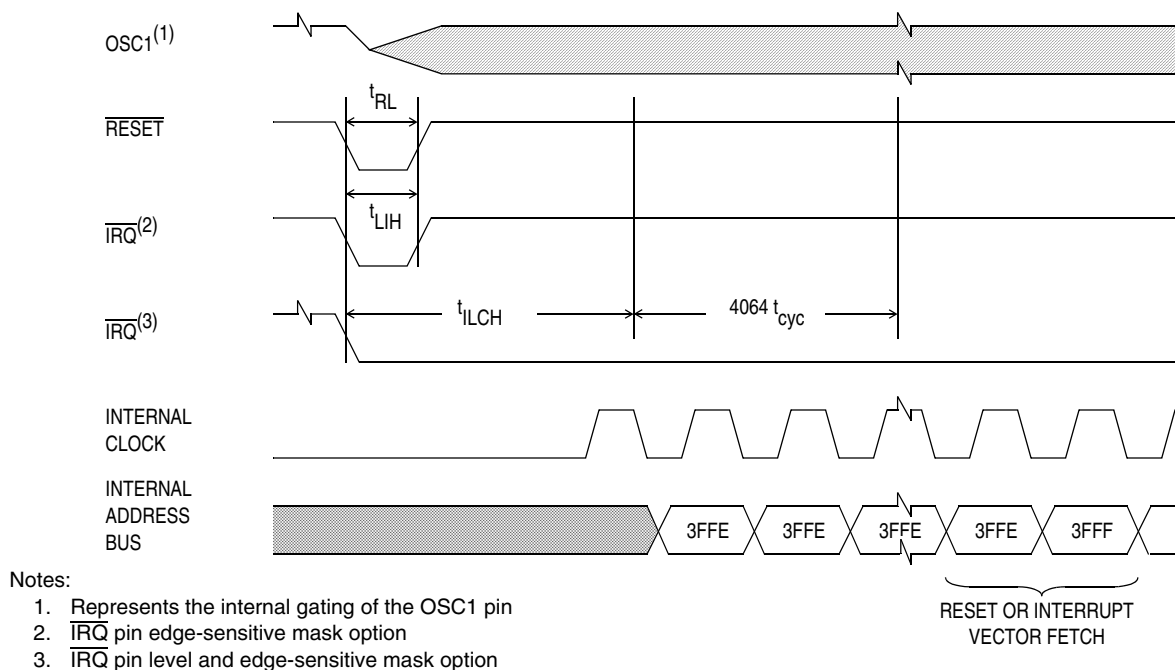 OSC1(1)
tRL
RESET
tLIH
IRQ(2)
tILCH
4064 tcyc
IRQ(3)
INTERNAL
CLOCK
INTERNAL
ADDRESS
BUS
3FFE 3FFE 3FFE 3FFE 3FFF
RESET OR INTERRUPT
VECTOR FETCH
Notes:
1. Represents the internal gating of the OSC1 pin
2. IRQ pin edge-sensitive mask option
3. IRQ pin level and edge-sensitive mask option